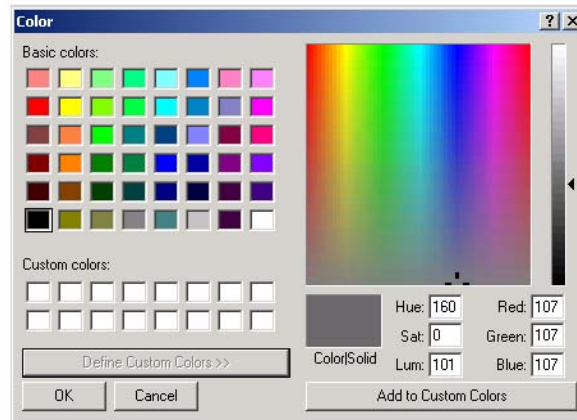 Color
Basic colors:
Custom colors:
Define Custom Colors >>
OK Cancel
Color|Solid
Hue: 160 Red: 107
Sat: 0 Green: 107
Lum: 101 Blue: 107
Add to Custom Colors